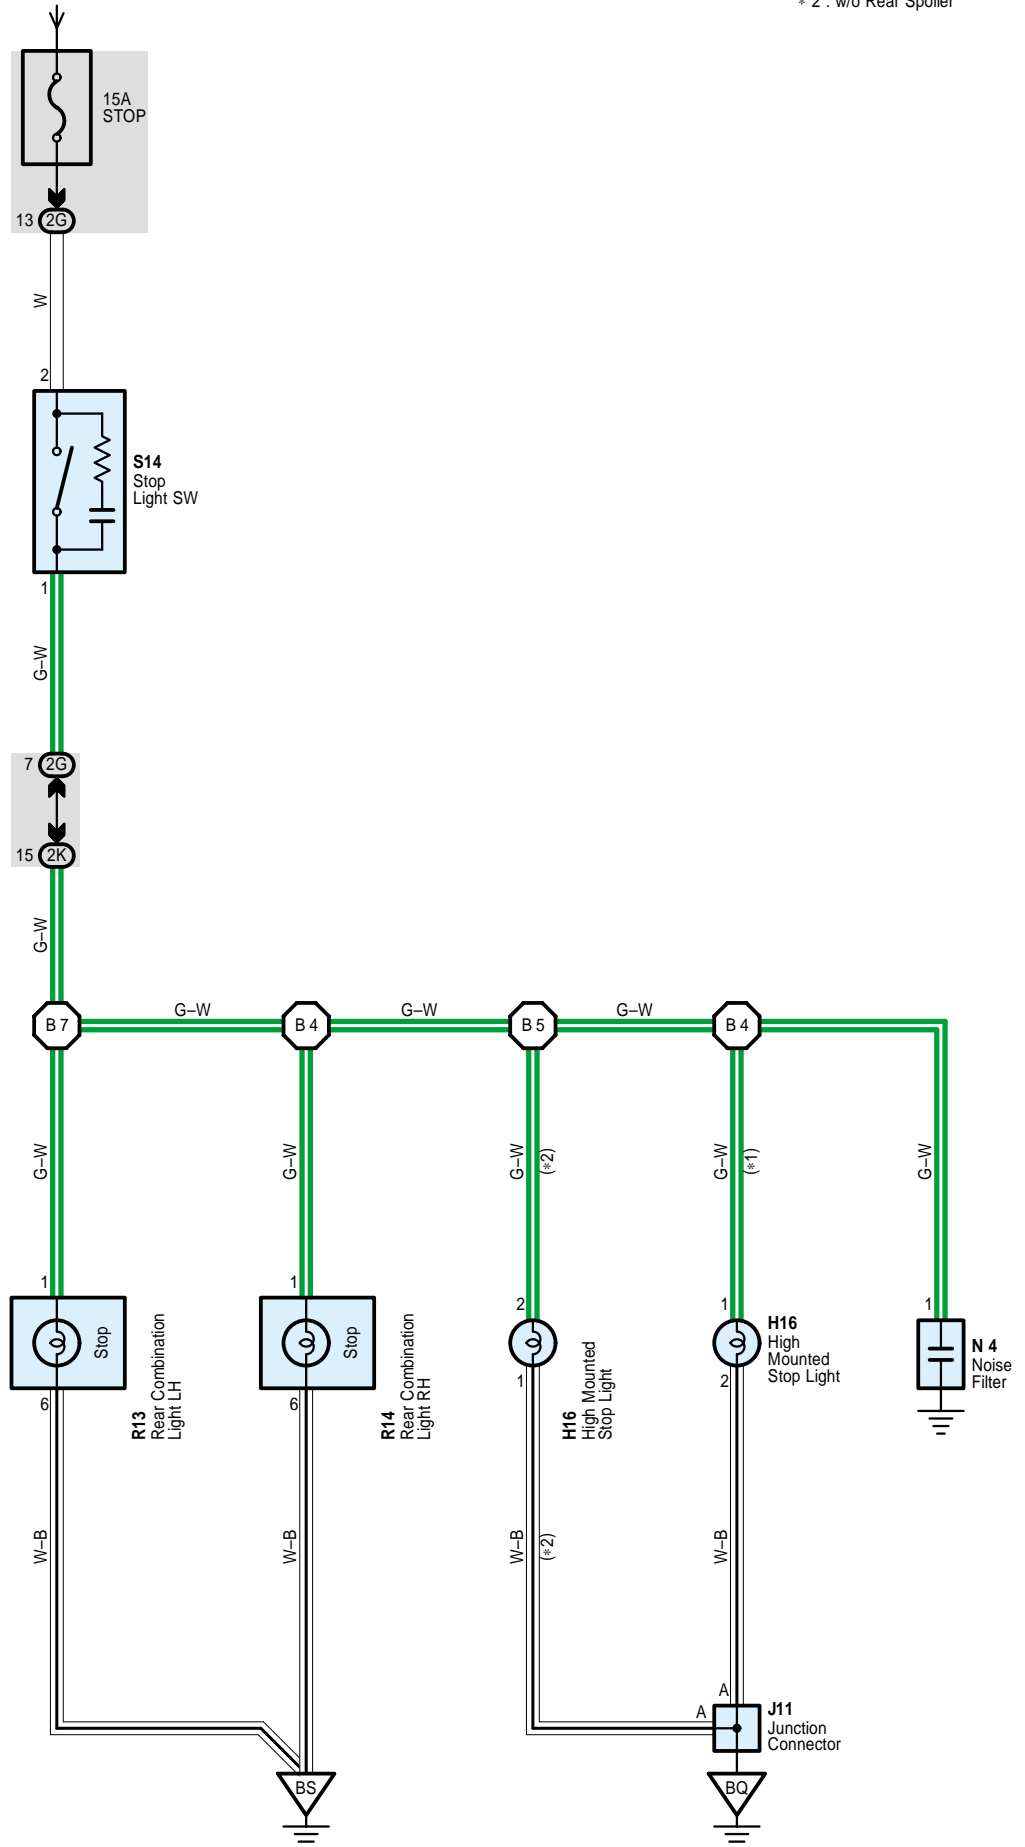 ∗ 2 : w/o Rear Spoiler
15A
STOP
13 2G
W
2
S14
Stop
Light SW
1
G–W
7 2G
15 2K
G–W
B 7
G–W
B 4
G–W
B 5
G–W
B 4
G–W
G–W
G–W
(∗2)
G–W
(∗1)
G–W
1
1
2
1
1
Stop
Stop
R13
Rear Combination
Light LH
R14
Rear Combination
Light RH
H16
High Mounted
Stop Light
H16
High
Mounted
Stop Light
N 4
Noise
Filter
6
6
1
2
W–B
W–B
W–B
(∗2)
W–B
A
A
J11
Junction
Connector
BS
BQ